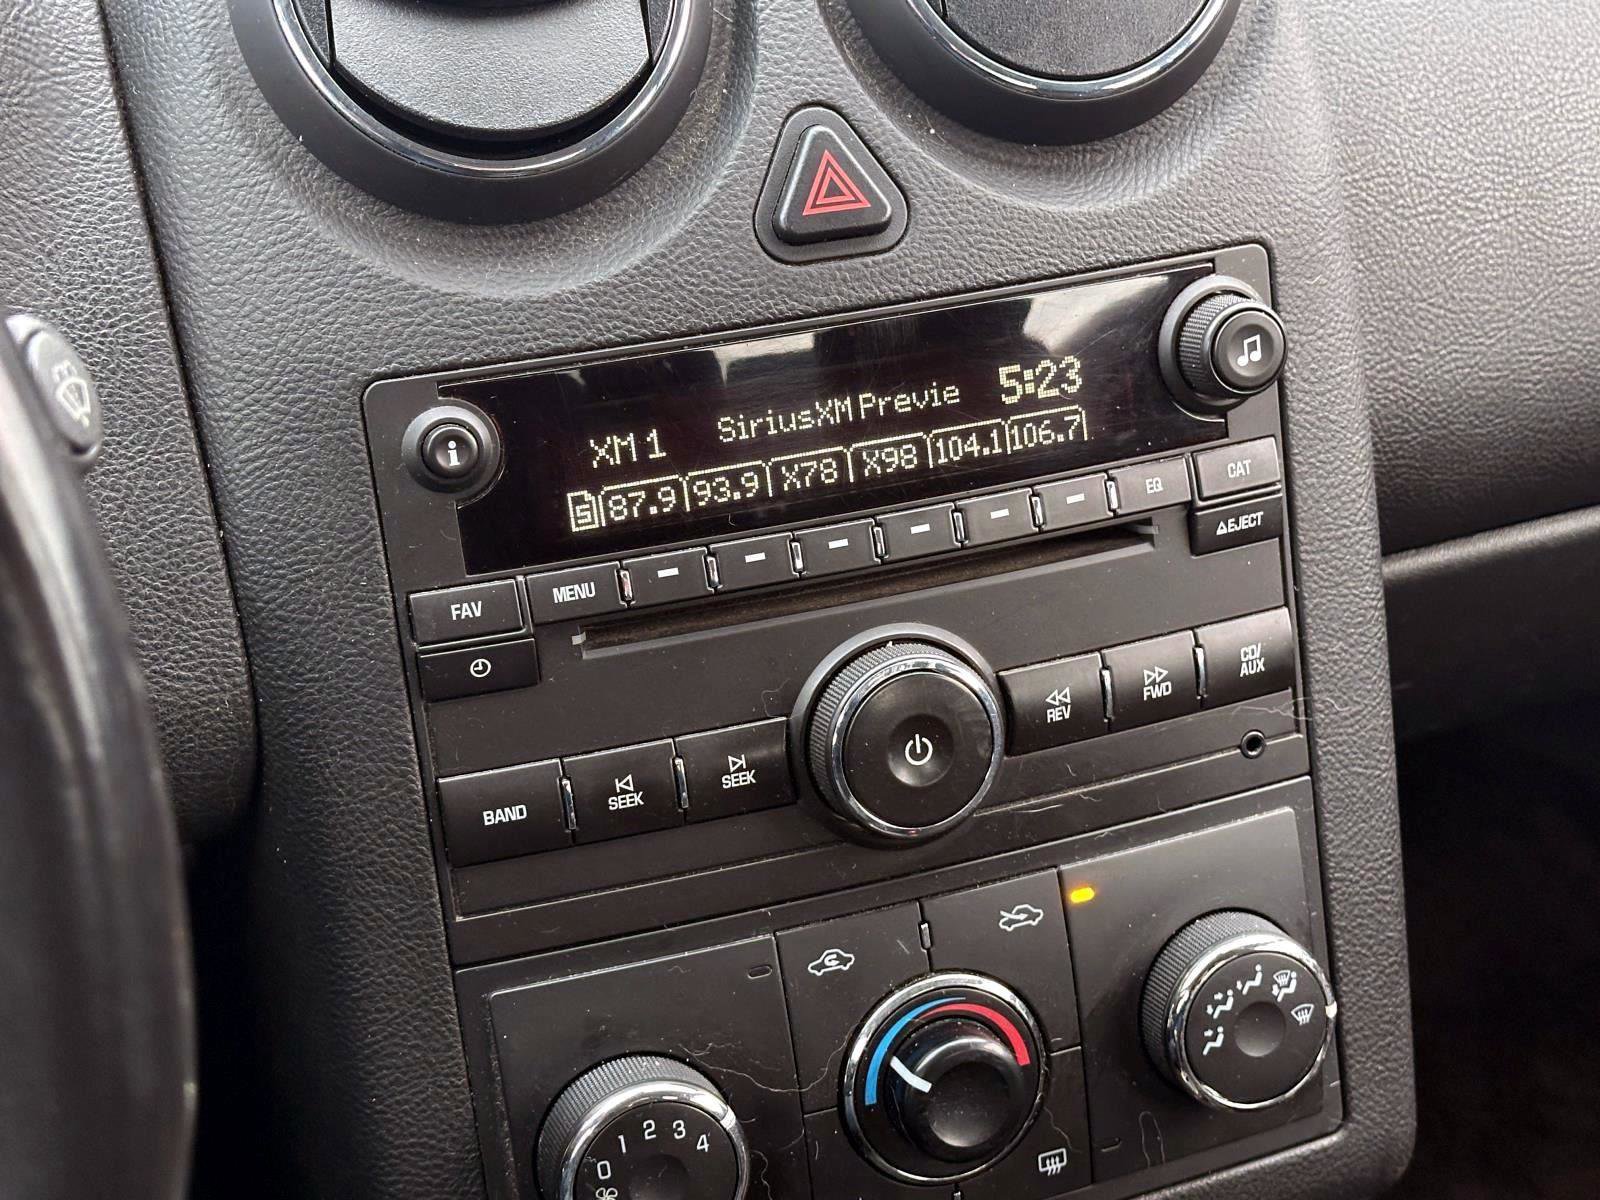 i
XM 1 SiriusXM Previe 5:23
5 87.9 93.9 X78 X98 104.1 106.7
FAV MENU EQ CAT
EJECT
BAND SEEK SEEK REV FWD CD/
AUX
0 1 2 3 4